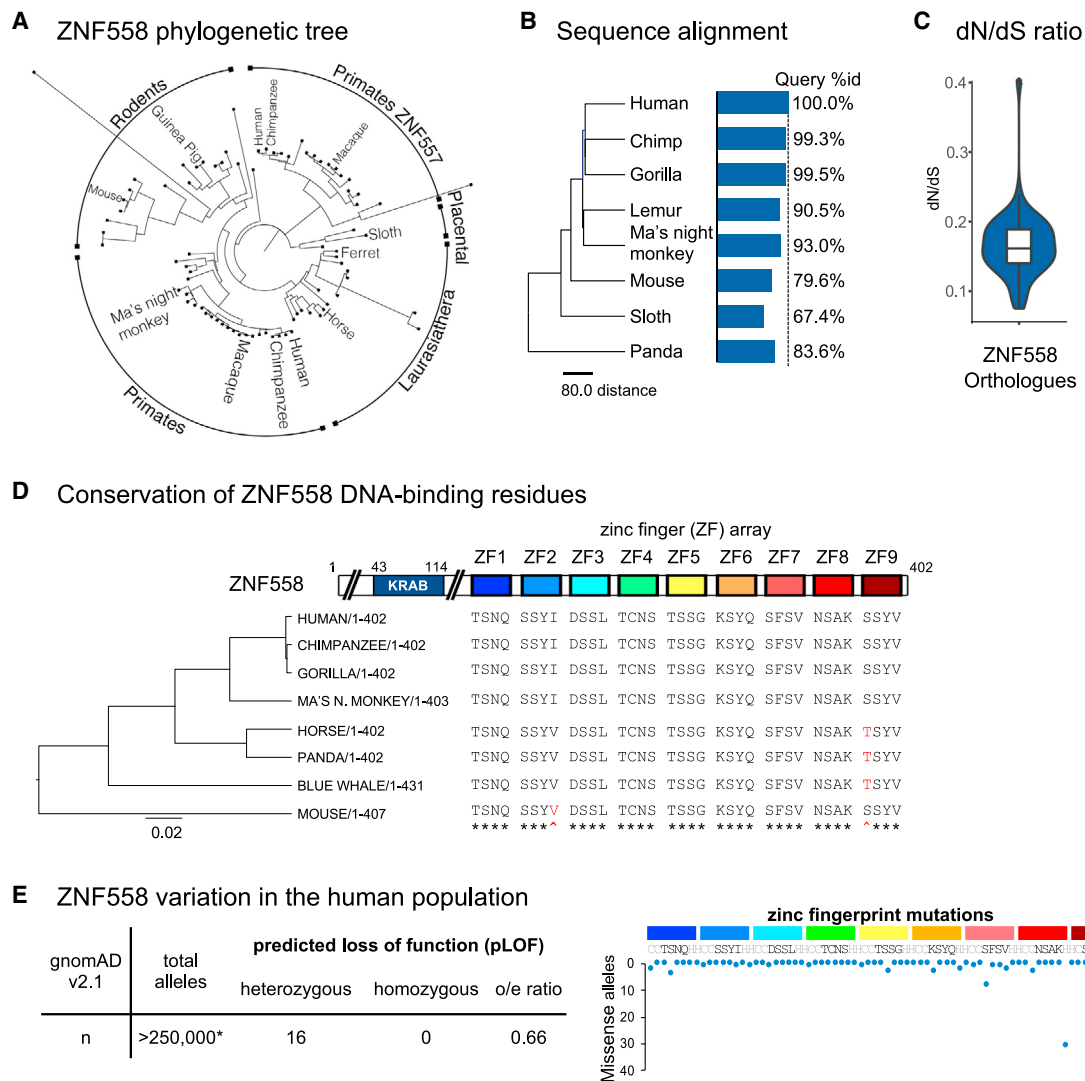 A ZNF558 phylogenetic tree
Rodents
Primates ZNF557
Placental
Laurasiathera
Primates
Guinea Pig
Mouse
Human
Chimpanzee
Macaque
Sloth
Ferret
Horse
Human
Chimpanzee
Macaque
Ma's night
monkey
B Sequence alignment
Query %id
Human 100.0%
Chimp 99.3%
Gorilla 99.5%
Lemur 90.5%
Ma's night
monkey 93.0%
Mouse 79.6%
Sloth 67.4%
Panda 83.6%
80.0 distance
C dN/dS ratio
dN/dS
0.4
0.3
0.2
0.1
ZNF558
Orthologues
D Conservation of ZNF558 DNA-binding residues
zinc finger (ZF) array
1 43 114 ZF1 ZF2 ZF3 ZF4 ZF5 ZF6 ZF7 ZF8 ZF9
ZNF558 KRAB 402
HUMAN/1-402 TSNQ SSYI DSSL TCNS TSSG KSYQ SFSV NSAK SSYV
CHIMPANZEE/1-402 TSNQ SSYI DSSL TCNS TSSG KSYQ SFSV NSAK SSYV
GORILLA/1-402 TSNQ SSYI DSSL TCNS TSSG KSYQ SFSV NSAK SSYV
MA'S N. MONKEY/1-403 TSNQ SSYI DSSL TCNS TSSG KSYQ SFSV NSAK SSYV
HORSE/1-402 TSNQ SSYV DSSL TCNS TSSG KSYQ SFSV NSAK TSYV
PANDA/1-402 TSNQ SSYV DSSL TCNS TSSG KSYQ SFSV NSAK TSYV
BLUE WHALE/1-431 TSNQ SSYV DSSL TCNS TSSG KSYQ SFSV NSAK TSYV
MOUSE/1-407 TSNQ SSYV DSSL TCNS TSSG KSYQ SFSV NSAK SSYV
**** ***^ **** **** **** **** **** **** ^***
0.02
E ZNF558 variation in the human population
gnomAD
v2.1
total
alleles
predicted loss of function (pLOF)
heterozygous homozygous o/e ratio
n >250,000* 16 0 0.66
zinc fingerprint mutations
CCTSNQHHCCSSYIHHCCDSSLHHCCTCNSHHCCTSSGHHCCKSYQHHCCSFSVHHCCNSAKHHCS
Missense alleles
0
10
20
30
40